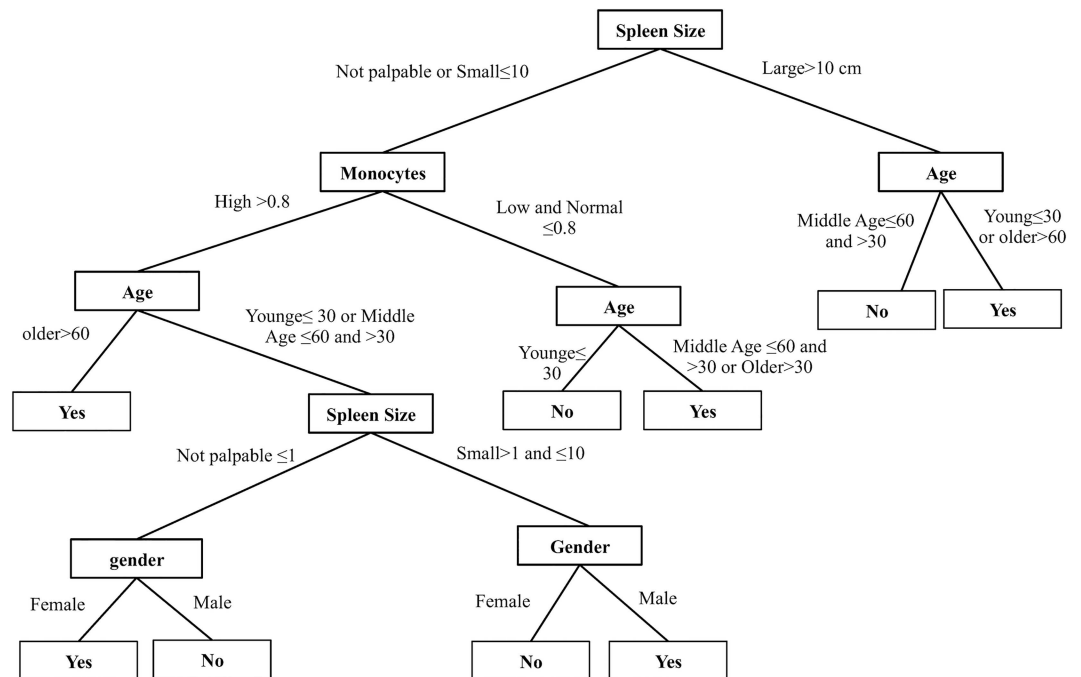 Spleen Size
Not palpable or Small≤10
Large>10 cm
Monocytes
Age
High >0.8
Low and Normal
≤0.8
Middle Age≤60
and >30
Young≤30
or older>60
Age
Age
No
Yes
older>60
Younge≤ 30 or Middle
Age ≤60 and >30
Younge≤
30
Middle Age ≤60 and
>30 or Older>30
Yes
Spleen Size
No
Yes
Not palpable ≤1
Small>1 and ≤10
gender
Gender
Female
Male
Female
Male
Yes
No
No
Yes